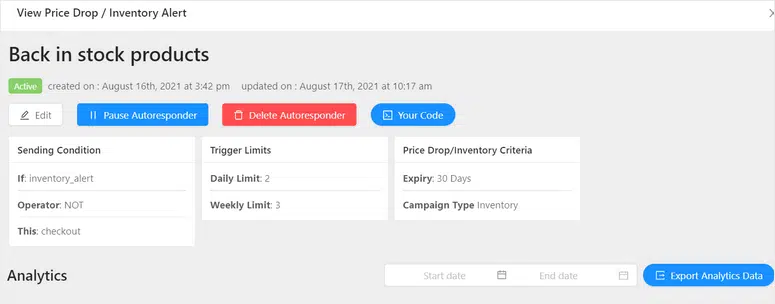 View Price Drop / Inventory Alert
Back in stock products
Active created on : August 16th, 2021 at 3:42 pm updated on : August 17th, 2021 at 10:17 am
Edit Pause Autoresponder Delete Autoresponder Your Code
Sending Condition Trigger Limits Price Drop/Inventory Criteria
If: inventory_alert Daily Limit: 2 Expiry: 30 Days
Operator: NOT Weekly Limit: 3 Campaign Type Inventory
This: checkout
Analytics Start date End date Export Analytics Data